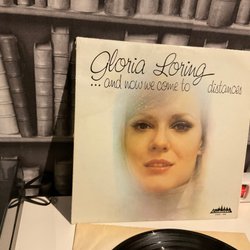 Gloria Loring
... and now we come to distances